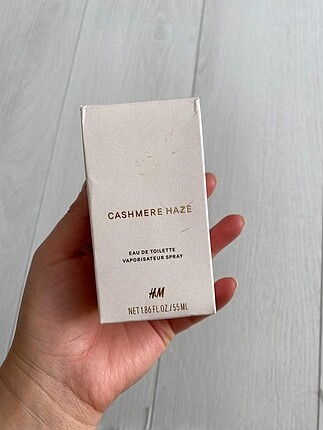 CASHMERE HAZE
EAU DE TOILETTE
VAPORISATEUR SPRAY
H&M
NET 1.86 FL.OZ./55 ML